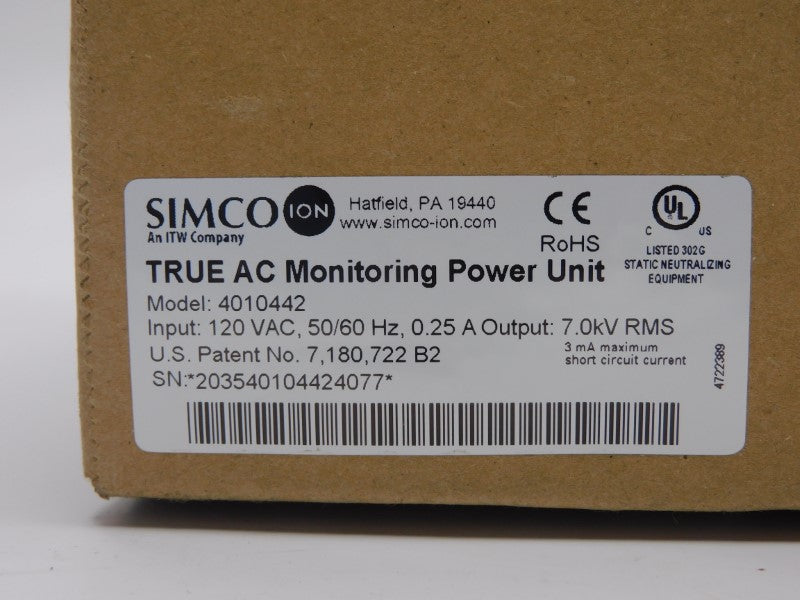 SIMCO ION
An ITW Company
Hatfield, PA 19440
www.simco-ion.com
CE
RoHS
UL
C US
LISTED 302G
STATIC NEUTRALIZING
EQUIPMENT
TRUE AC Monitoring Power Unit
Model: 4010442
Input: 120 VAC, 50/60 Hz, 0.25 A Output: 7.0kV RMS
U.S. Patent No. 7,180,722 B2
3 mA maximum
short circuit current
SN:*203540104424077*
4722389